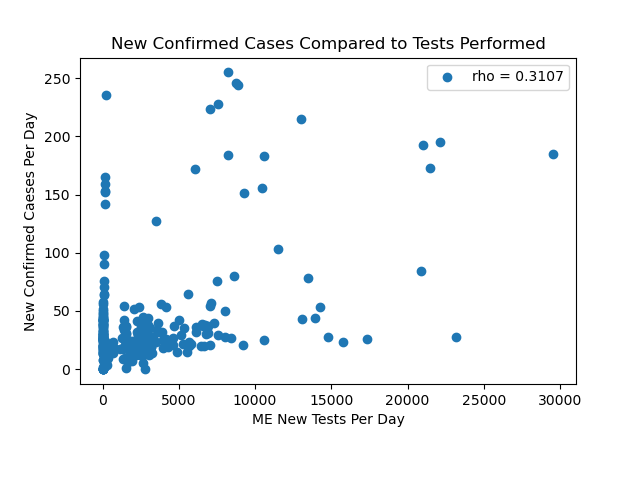 New Confirmed Cases Compared to Tests Performed
rho = 0.3107
New Confirmed Caeses Per Day
250
200
150
100
50
0
0 5000 10000 15000 20000 25000 30000
ME New Tests Per Day